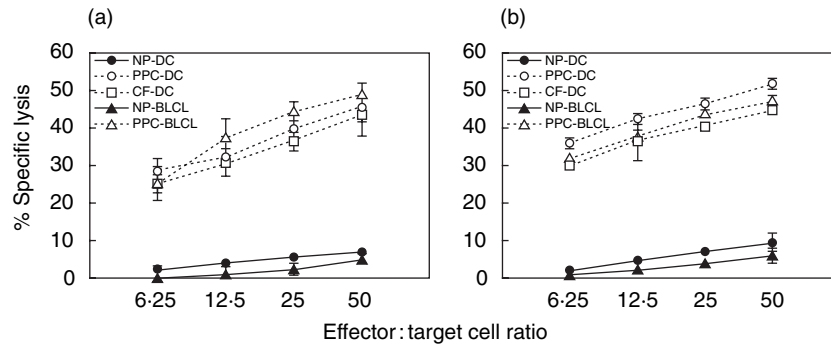 (a)
60
50
40
30
20
10
0
% Specific lysis
NP-DC
PPC-DC
CF-DC
NP-BLCL
PPC-BLCL
6·25 12·5 25 50
(b)
60
50
40
30
20
10
0
NP-DC
PPC-DC
CF-DC
NP-BLCL
PPC-BLCL
6·25 12·5 25 50
Effector:target cell ratio